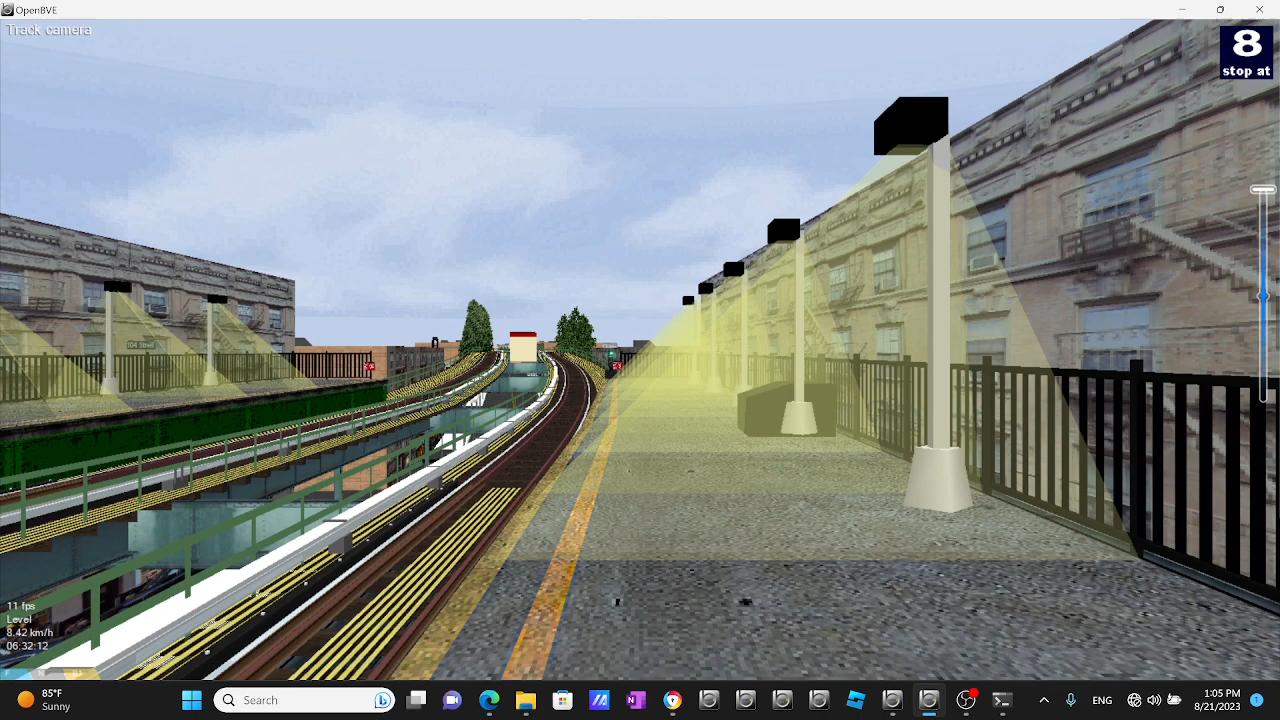 OpenBVE
Track camera
8
stop at
104 Street
11 fps
Level
8.42 km/h
06:32:12
85°F
Sunny
Search
ENG
1:05 PM
8/21/2023